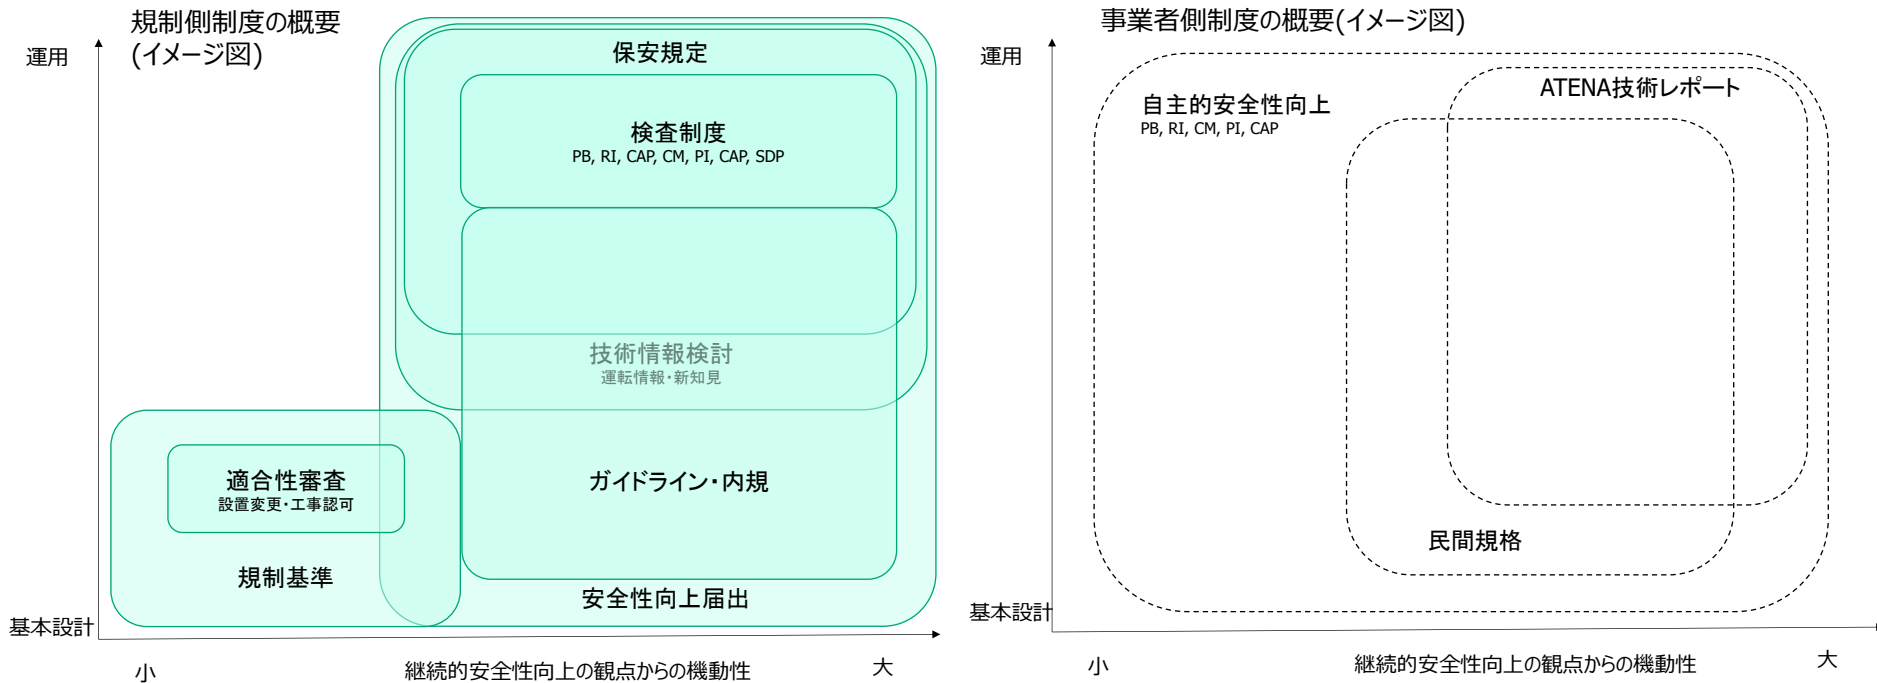 規制側制度の概要
(イメージ図)
運用
保安規定
検査制度
PB, RI, CAP, CM, PI, CAP, SDP
技術情報検討
運転情報・新知見
適合性審査
設置変更・工事認可
ガイドライン・内規
規制基準
安全性向上届出
基本設計
小
継続的安全性向上の観点からの機動性
大
事業者側制度の概要(イメージ図)
運用
ATENA技術レポート
自主的安全性向上
PB, RI, CM, PI, CAP
民間規格
基本設計
小
継続的安全性向上の観点からの機動性
大